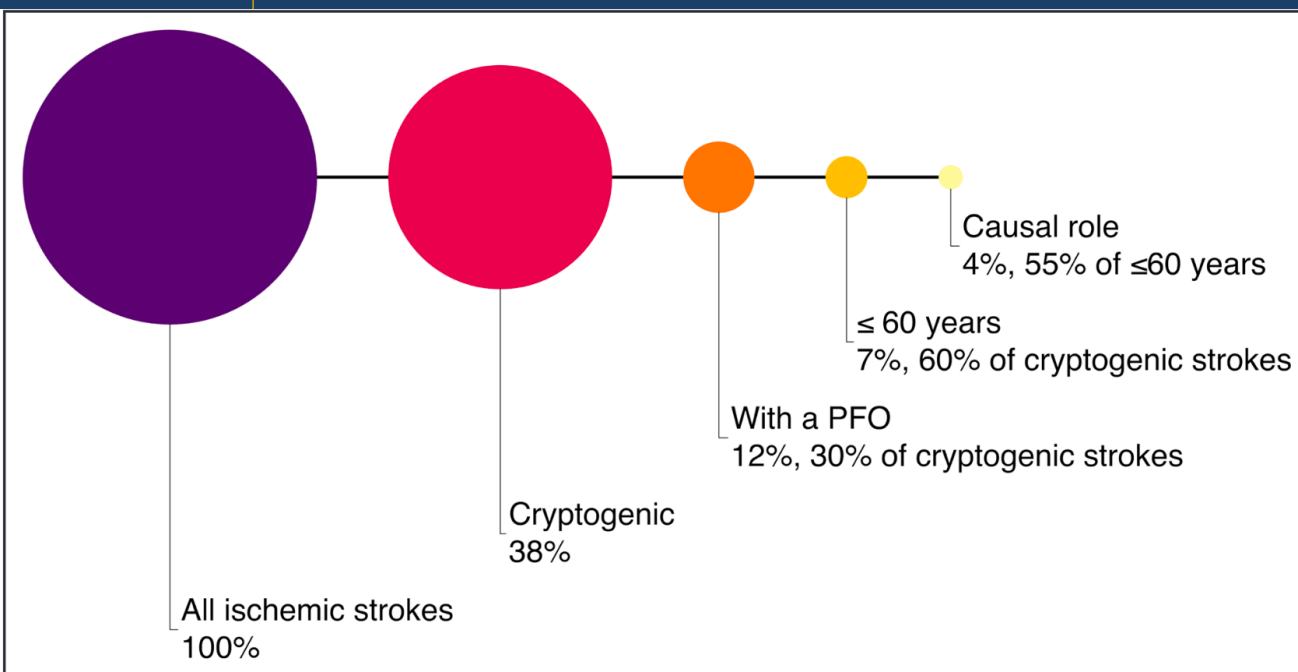 All ischemic strokes
100%
Cryptogenic
38%
With a PFO
12%, 30% of cryptogenic strokes
≤ 60 years
7%, 60% of cryptogenic strokes
Causal role
4%, 55% of ≤60 years